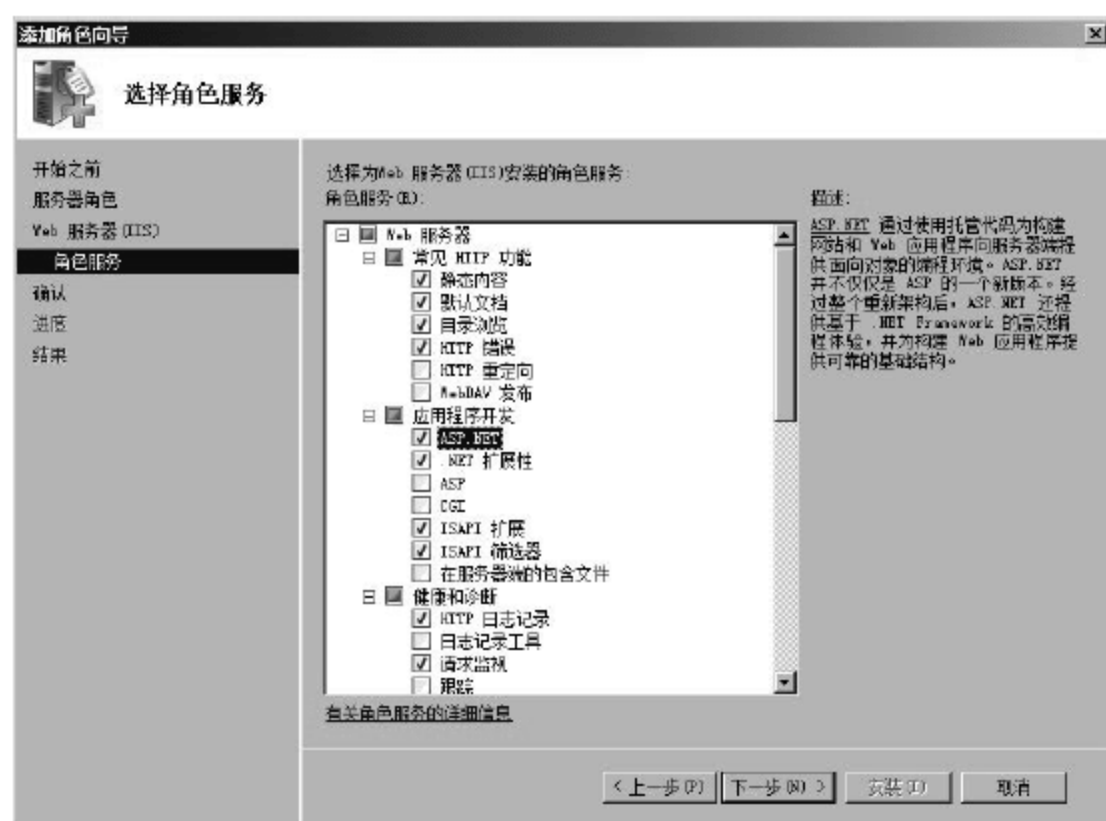 添加角色向导
选择角色服务
开始之前
服务器角色
Web 服务器(IIS)
角色服务
确认
进度
结果
选择为Web 服务器(IIS)安装的角色服务:
角色服务(R):
Web 服务器
常见 HTTP 功能
静态内容
默认文档
目录浏览
HTTP 错误
HTTP 重定向
WebDAV 发布
应用程序开发
ASP.NET
.NET 扩展性
ASP
CGI
ISAPI 扩展
ISAPI 筛选器
在服务器端的包含文件
健康和诊断
HTTP 日志记录
日志记录工具
请求监视
跟踪
有关角色服务的详细信息
描述:
ASP.NET 通过使用托管代码为构建
网站和 Web 应用程序向服务器端提
供面向对象的编程环境。ASP.NET
并不仅仅是 ASP 的一个新版本。经
过整个重新架构后，ASP.NET 还提
供基于 .NET Framework 的高效编
程体验，并为构建 Web 应用程序提
供可靠的基础结构。
< 上一步(P)
下一步(N) >
安装(I)
取消